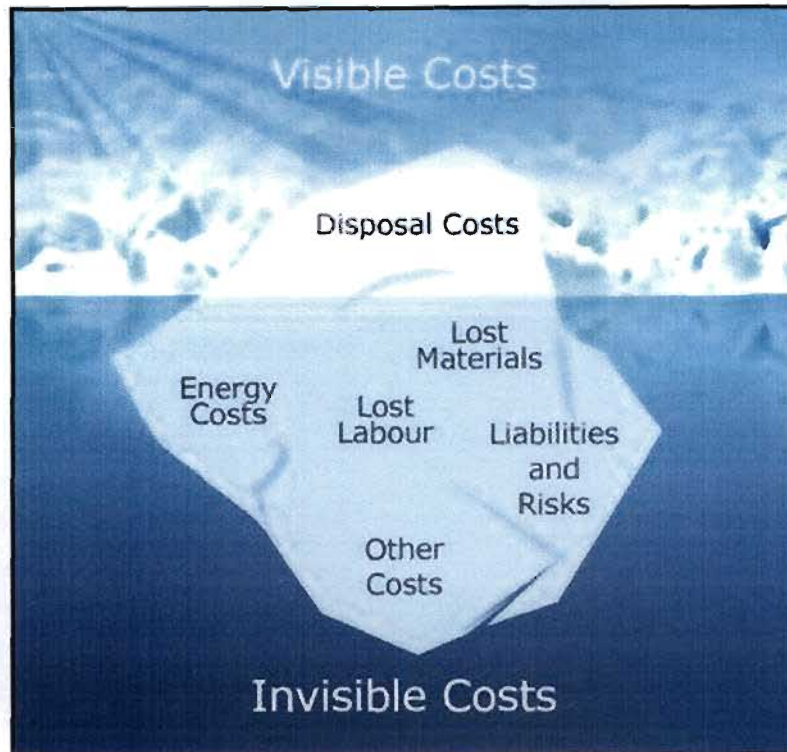 Visible Costs
Disposal Costs
Lost
Materials
Energy
Costs
Lost
Labour
Liabilities
and
Risks
Other
Costs
Invisible Costs